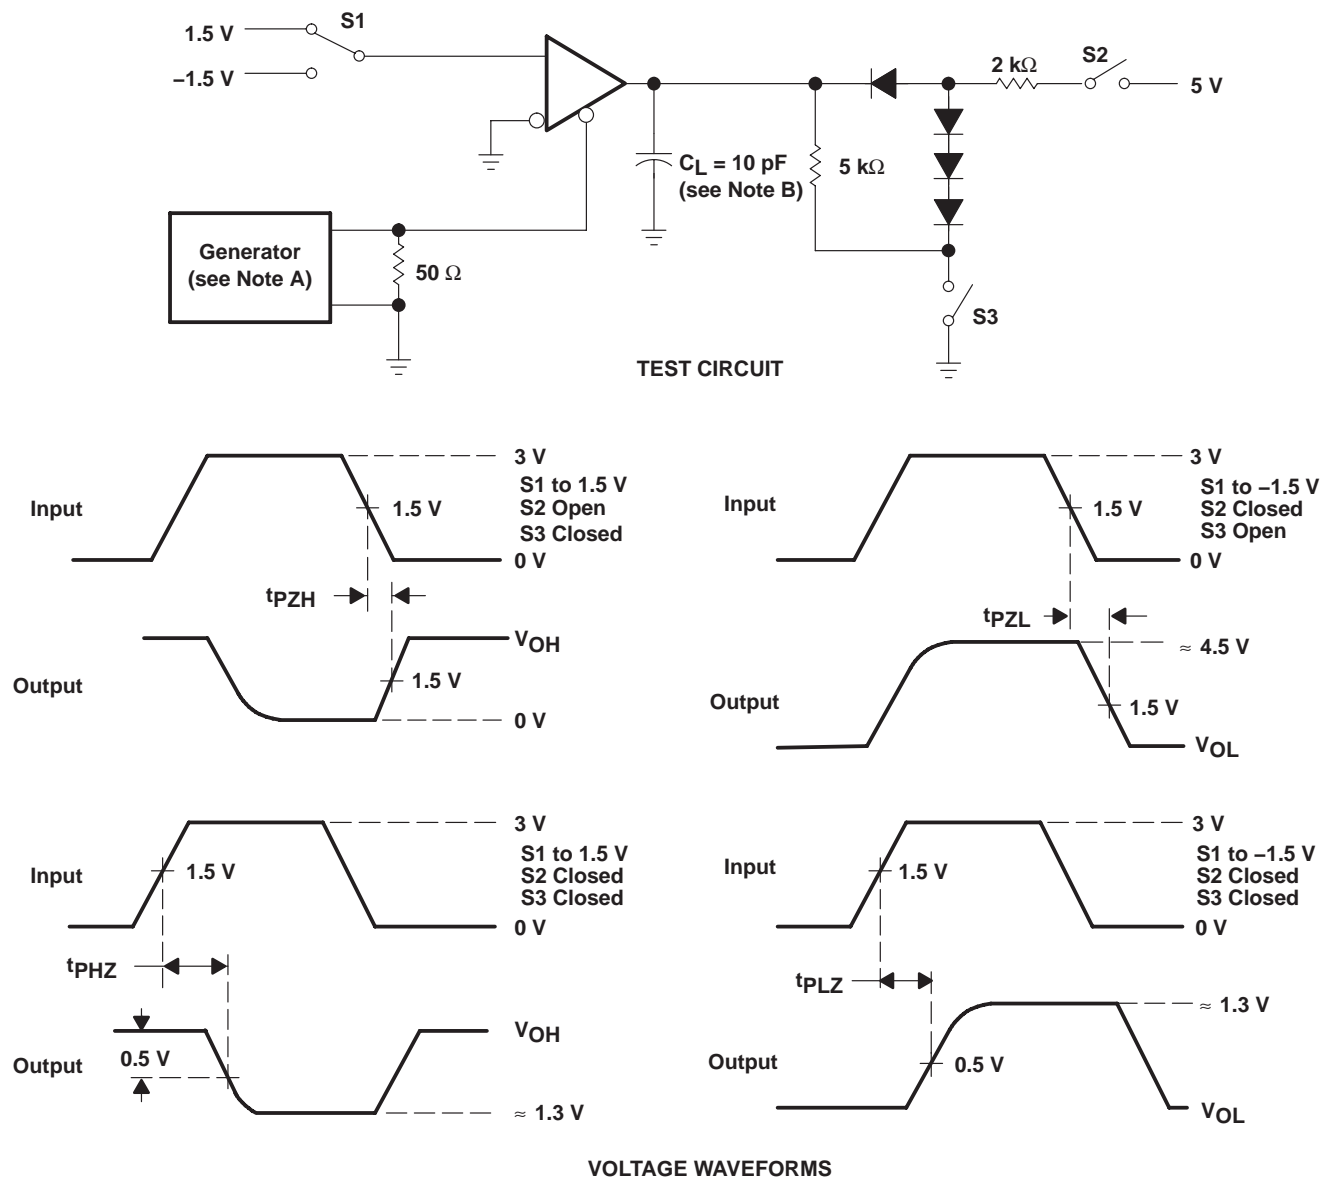 1.5 V
S1
–1.5 V
2 kΩ
S2
5 V
CL = 10 pF
(see Note B)
5 kΩ
Generator
(see Note A)
50 Ω
S3
TEST CIRCUIT
Input
3 V
S1 to 1.5 V
S2 Open
S3 Closed
1.5 V
0 V
tPZH
Output
VOH
1.5 V
0 V
Input
3 V
S1 to –1.5 V
S2 Closed
S3 Open
1.5 V
0 V
tPZL
Output
≈ 4.5 V
1.5 V
VOL
Input
3 V
S1 to 1.5 V
S2 Closed
S3 Closed
1.5 V
0 V
tPHZ
Output
0.5 V
VOH
≈ 1.3 V
Input
3 V
S1 to –1.5 V
S2 Closed
S3 Closed
1.5 V
0 V
tPLZ
Output
≈ 1.3 V
0.5 V
VOL
VOLTAGE WAVEFORMS